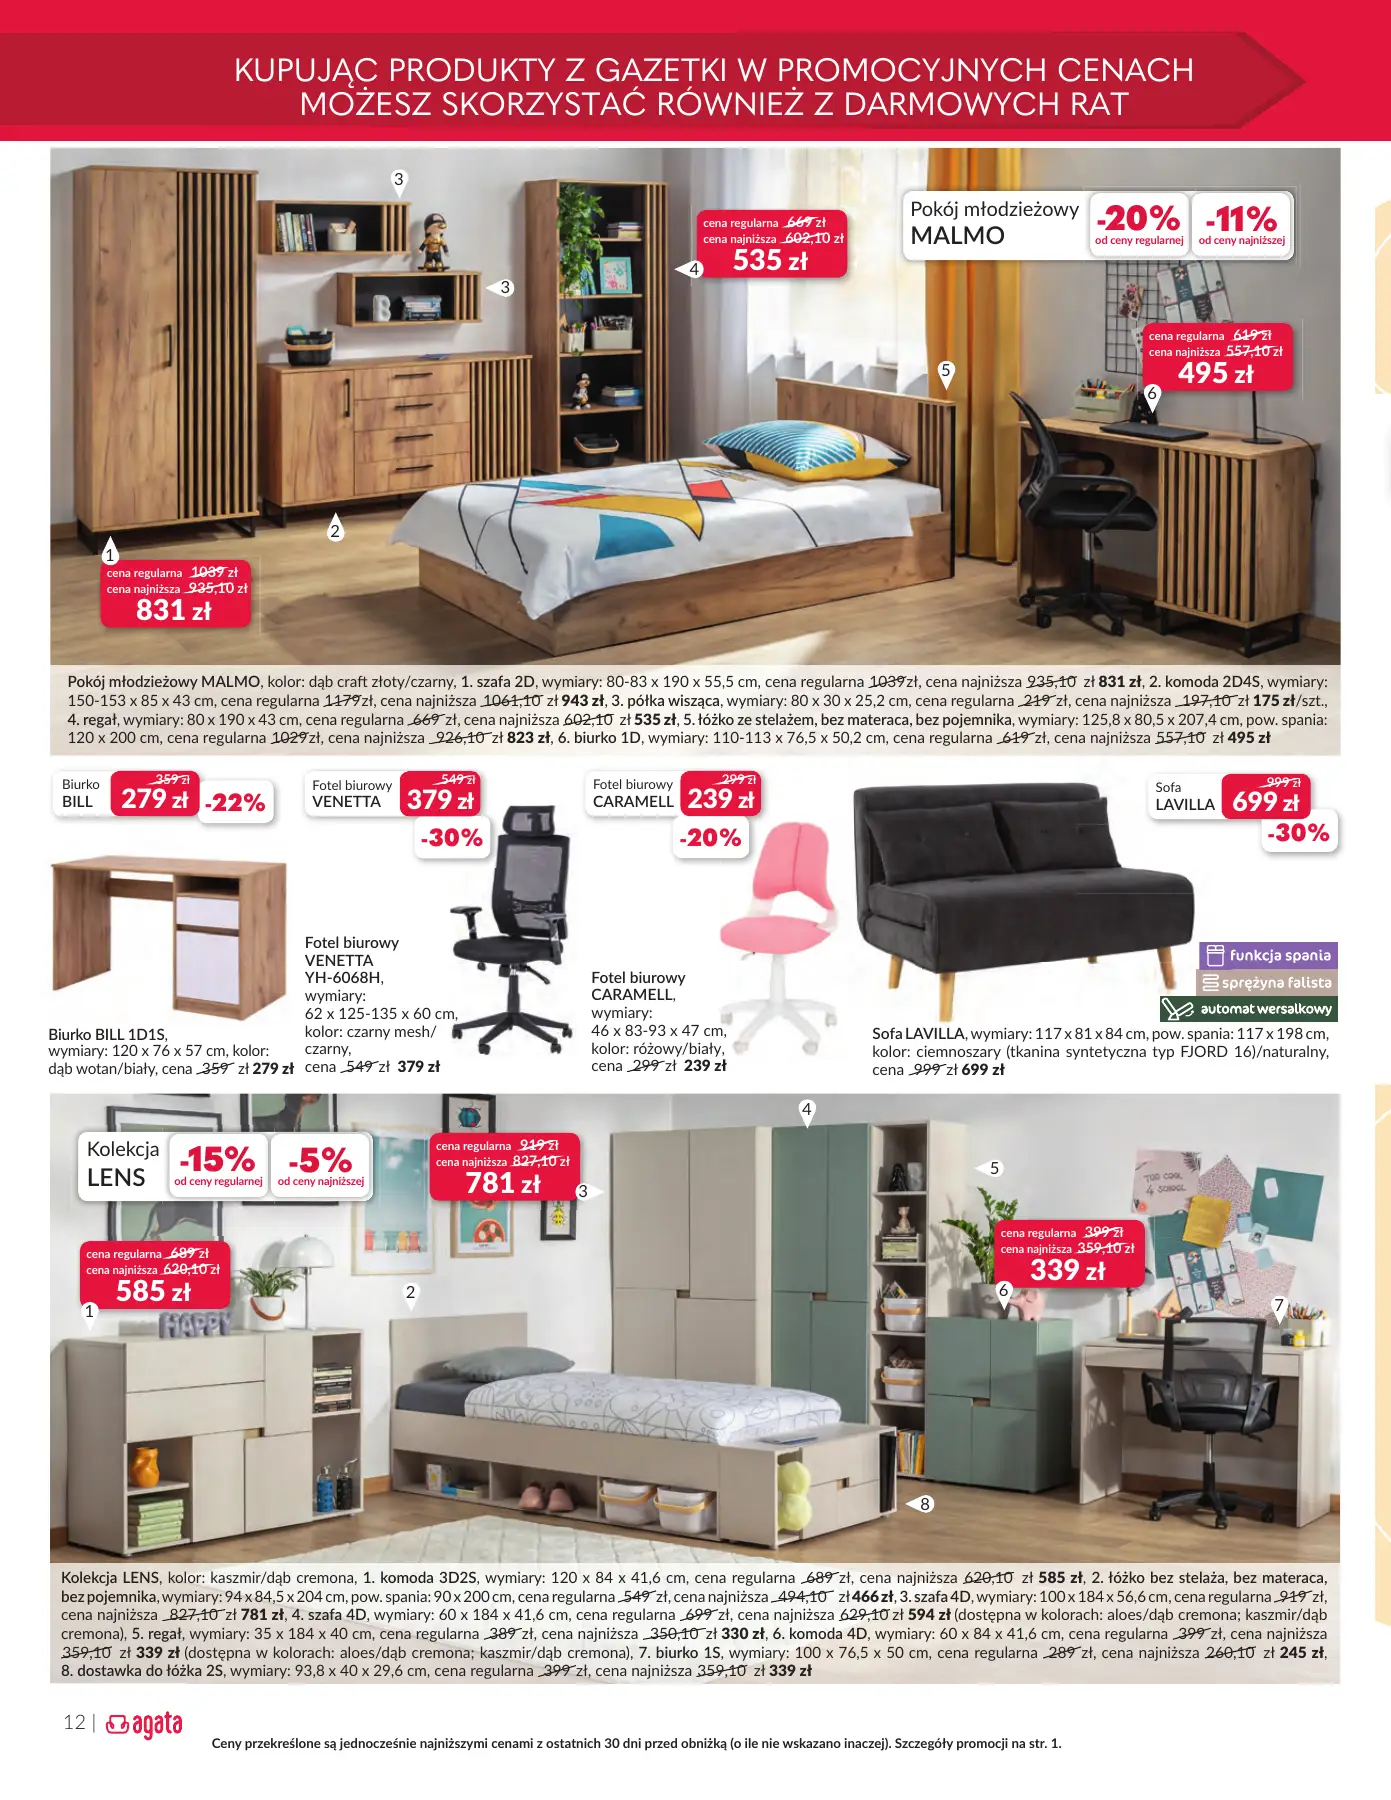 KUPUJĄC PRODUKTY Z GAZETKI W PROMOCYJNYCH CENACH
MOŻESZ SKORZYSTAĆ RÓWNIEŻ Z DARMOWYCH RAT
3
3
4
cena regularna 669 zł
cena najniższa 602,10 zł
535 zł
Pokój młodzieżowy
MALMO
-20%
od ceny regularnej
-11%
od ceny najniższej
cena regularna 619 zł
cena najniższa 557,10 zł
495 zł
5
6
2
1
cena regularna 1039 zł
cena najniższa 935,10 zł
831 zł
Pokój młodzieżowy MALMO, kolor: dąb craft złoty/czarny, 1. szafa 2D, wymiary: 80-83 x 190 x 55,5 cm, cena regularna 1039 zł, cena najniższa 935,10 zł 831 zł, 2. komoda 2D4S, wymiary:
150-153 x 85 x 43 cm, cena regularna 1179 zł, cena najniższa 1061,10 zł 943 zł, 3. półka wisząca, wymiary: 80 x 30 x 25,2 cm, cena regularna 219 zł, cena najniższa 197,10 zł 175 zł/szt.,
4. regał, wymiary: 80 x 190 x 43 cm, cena regularna 669 zł, cena najniższa 602,10 zł 535 zł, 5. łóżko ze stelażem, bez materaca, bez pojemnika, wymiary: 125,8 x 80,5 x 207,4 cm, pow. spania:
120 x 200 cm, cena regularna 1029 zł, cena najniższa 926,10 zł 823 zł, 6. biurko 1D, wymiary: 110-113 x 76,5 x 50,2 cm, cena regularna 619 zł, cena najniższa 557,10 zł 495 zł
Biurko
BILL
359 zł
279 zł
-22%
Biurko BILL 1D1S,
wymiary: 120 x 76 x 57 cm, kolor:
dąb wotan/biały, cena 359 zł 279 zł
Fotel biurowy
VENETTA
549 zł
379 zł
-30%
Fotel biurowy
VENETTA
YH-6068H,
wymiary:
62 x 125-135 x 60 cm,
kolor: czarny mesh/
czarny,
cena 549 zł 379 zł
Fotel biurowy
CARAMELL
299 zł
239 zł
-20%
Fotel biurowy
CARAMELL,
wymiary:
46 x 83-93 x 47 cm,
kolor: różowy/biały,
cena 299 zł 239 zł
Sofa
LAVILLA
999 zł
699 zł
-30%
funkcja spania
sprężyna falista
automat wersalkowy
Sofa LAVILLA, wymiary: 117 x 81 x 84 cm, pow. spania: 117 x 198 cm,
kolor: ciemnoszary (tkanina syntetyczna typ FJORD 16)/naturalny,
cena 999 zł 699 zł
Kolekcja
LENS
-15%
od ceny regularnej
-5%
od ceny najniższej
cena regularna 919 zł
cena najniższa 827,10 zł
781 zł
3
4
5
TOO COOL
4 SCHOOL
cena regularna 689 zł
cena najniższa 620,10 zł
585 zł
1
HAPPY
2
cena regularna 399 zł
cena najniższa 359,10 zł
339 zł
6
7
8
Kolekcja LENS, kolor: kaszmir/dąb cremona, 1. komoda 3D2S, wymiary: 120 x 84 x 41,6 cm, cena regularna 689 zł, cena najniższa 620,10 zł 585 zł, 2. łóżko bez stelaża, bez materaca,
bez pojemnika, wymiary: 94 x 84,5 x 204 cm, pow. spania: 90 x 200 cm, cena regularna 549 zł, cena najniższa 494,10 zł 466 zł, 3. szafa 4D, wymiary: 100 x 184 x 56,6 cm, cena regularna 919 zł,
cena najniższa 827,10 zł 781 zł, 4. szafa 4D, wymiary: 60 x 184 x 41,6 cm, cena regularna 699 zł, cena najniższa 629,10 zł 594 zł (dostępna w kolorach: aloes/dąb cremona; kaszmir/dąb
cremona), 5. regał, wymiary: 35 x 184 x 40 cm, cena regularna 389 zł, cena najniższa 350,10 zł 330 zł, 6. komoda 4D, wymiary: 60 x 84 x 41,6 cm, cena regularna 399 zł, cena najniższa
359,10 zł 339 zł (dostępna w kolorach: aloes/dąb cremona; kaszmir/dąb cremona), 7. biurko 1S, wymiary: 100 x 76,5 x 50 cm, cena regularna 289 zł, cena najniższa 260,10 zł 245 zł,
8. dostawka do łóżka 2S, wymiary: 93,8 x 40 x 29,6 cm, cena regularna 399 zł, cena najniższa 359,10 zł 339 zł
12 | agata
Ceny przekreślone są jednocześnie najniższymi cenami z ostatnich 30 dni przed obniżką (o ile nie wskazano inaczej). Szczegóły promocji na str. 1.